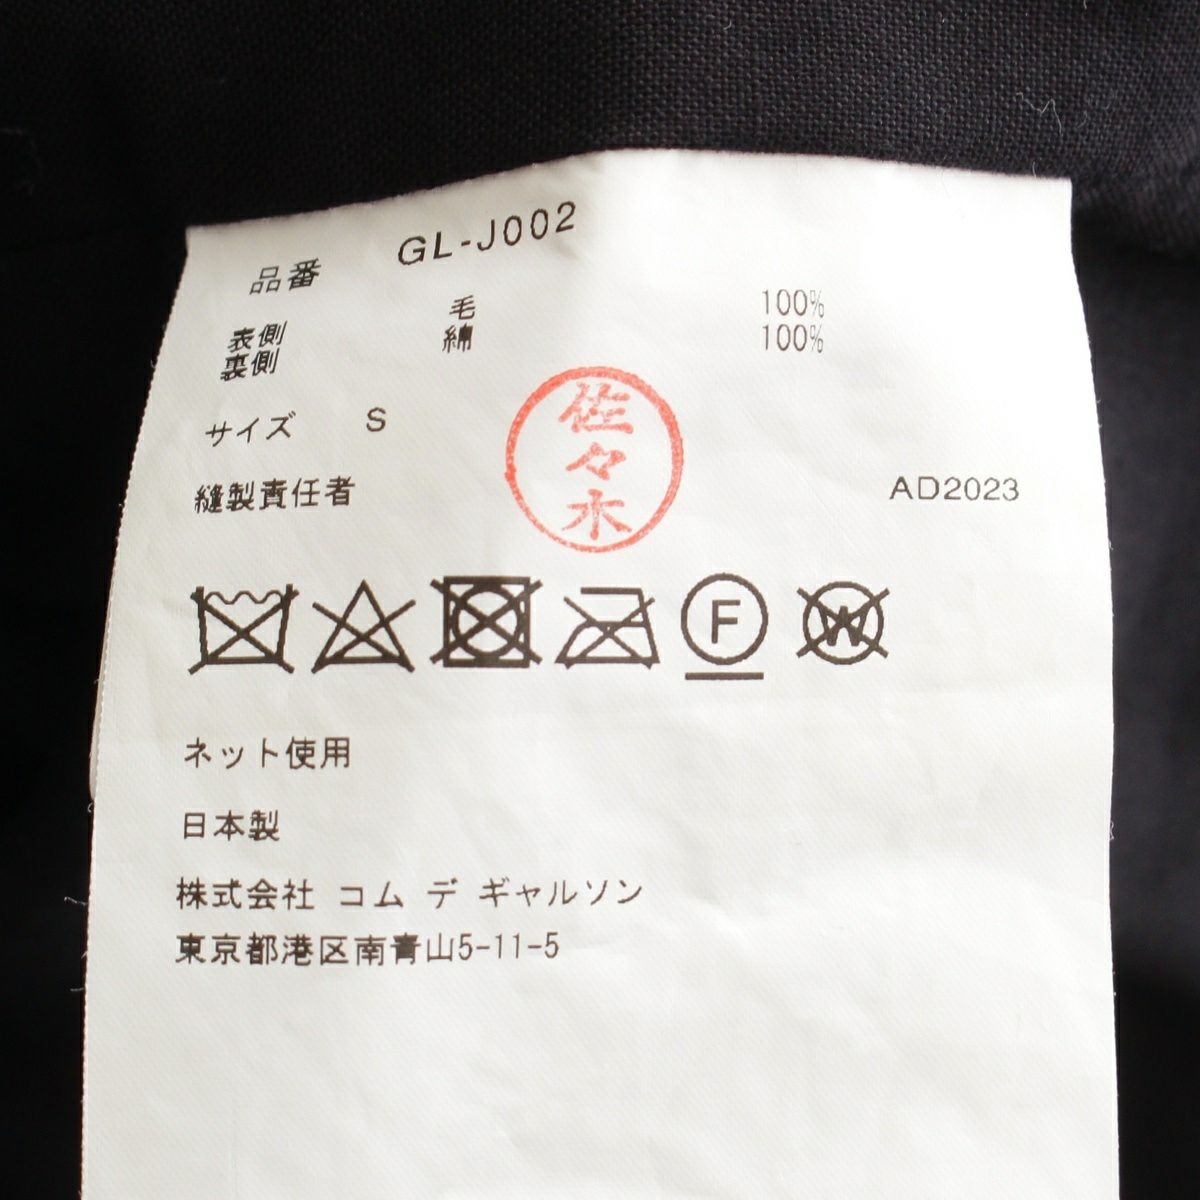 品番 GL-J002
表側 毛 100%
裏側 綿 100%
サイズ S
佐々木
縫製責任者 AD2023
F W
ネット使用
日本製
株式会社 コム デ ギャルソン
東京都港区南青山5-11-5